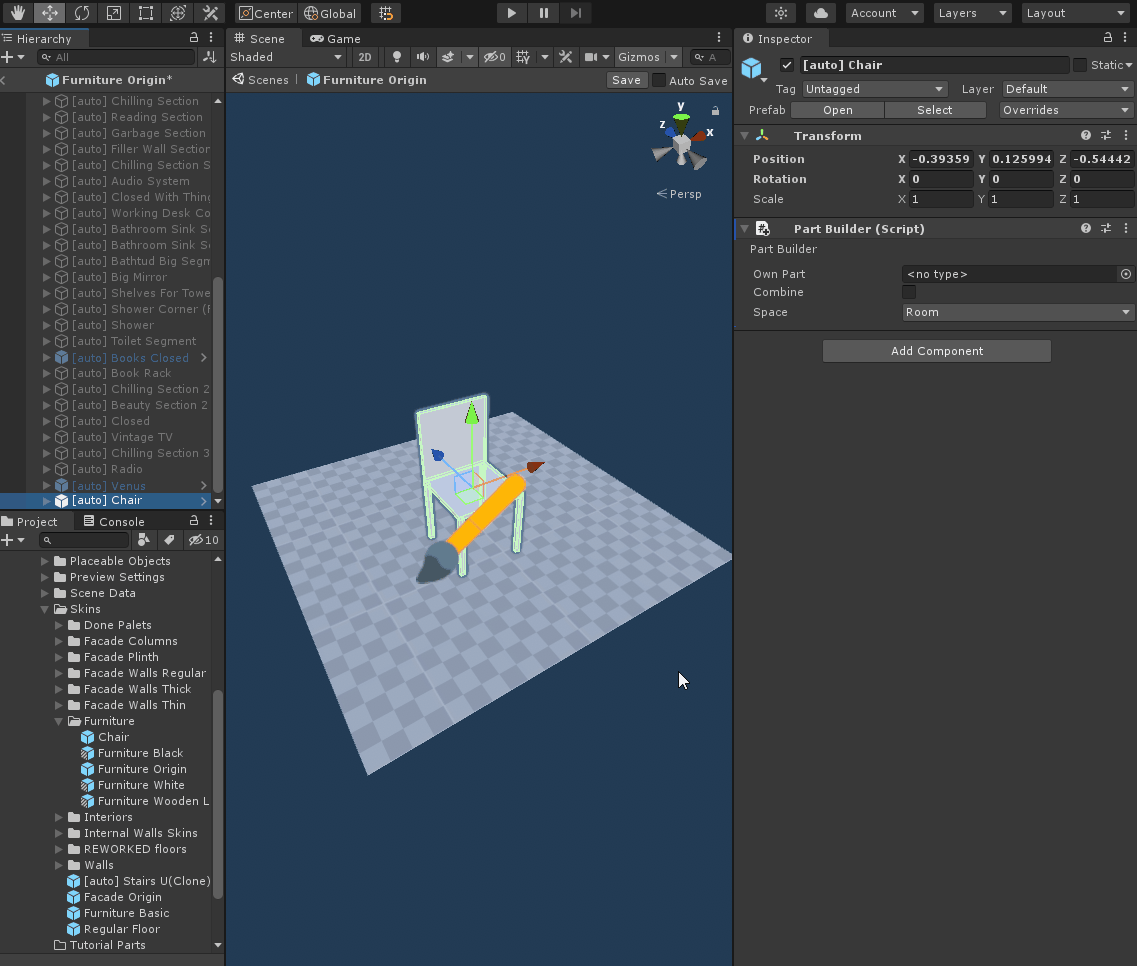 Center
Global
Account
Layers
Layout
Hierarchy
All
Furniture Origin*
[auto] Chilling Section
[auto] Reading Section
[auto] Garbage Section
[auto] Filler Wall Section
[auto] Chilling Section S
[auto] Audio System
[auto] Closed With Thing
[auto] Working Desk Co
[auto] Bathroom Sink S
[auto] Bathroom Sink S
[auto] Bathtud Big Segm
[auto] Big Mirror
[auto] Shelves For Towe
[auto] Shower Corner (F
[auto] Shower
[auto] Toilet Segment
[auto] Books Closed
[auto] Book Rack
[auto] Chilling Section 2
[auto] Beauty Section 2
[auto] Closed
[auto] Vintage TV
[auto] Chilling Section 3
[auto] Radio
[auto] Venus
[auto] Chair
Project
Console
10
Placeable Objects
Preview Settings
Scene Data
Skins
Done Palets
Facade Columns
Facade Plinth
Facade Walls Regular
Facade Walls Thick
Facade Walls Thin
Furniture
Chair
Furniture Black
Furniture Origin
Furniture White
Furniture Wooden L
Interiors
Internal Walls Skins
REWORKED floors
Walls
[auto] Stairs U(Clone)
Facade Origin
Furniture Basic
Regular Floor
Tutorial Parts
Scene
Game
Shaded
2D
0
Gizmos
A
Scenes
Furniture Origin
Save
Auto Save
y
z
x
Persp
Inspector
[auto] Chair
Static
Tag Untagged
Layer Default
Prefab Open Select Overrides
Transform
Position X -0.39359 Y 0.125994 Z -0.54442
Rotation X 0 Y 0 Z 0
Scale X 1 Y 1 Z 1
Part Builder (Script)
Part Builder
Own Part <no type>
Combine
Space Room
Add Component